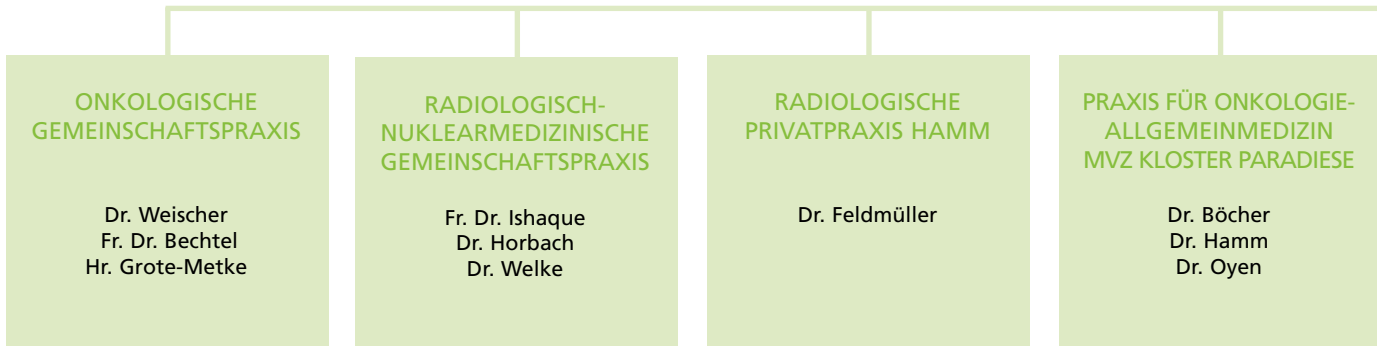 ONKOLOGISCHE
GEMEINSCHAFTSPRAXIS
Dr. Weischer
Fr. Dr. Bechtel
Hr. Grote-Metke
RADIOLOGISCH-
NUKLEARMEDIZINISCHE
GEMEINSCHAFTSPRAXIS
Fr. Dr. Ishaque
Dr. Horbach
Dr. Welke
RADIOLOGISCHE
PRIVATPRAXIS HAMM
Dr. Feldmüller
PRAXIS FÜR ONKOLOGIE-
ALLGEMEINMEDIZIN
MVZ KLOSTER PARADIESE
Dr. Böcher
Dr. Hamm
Dr. Oyen